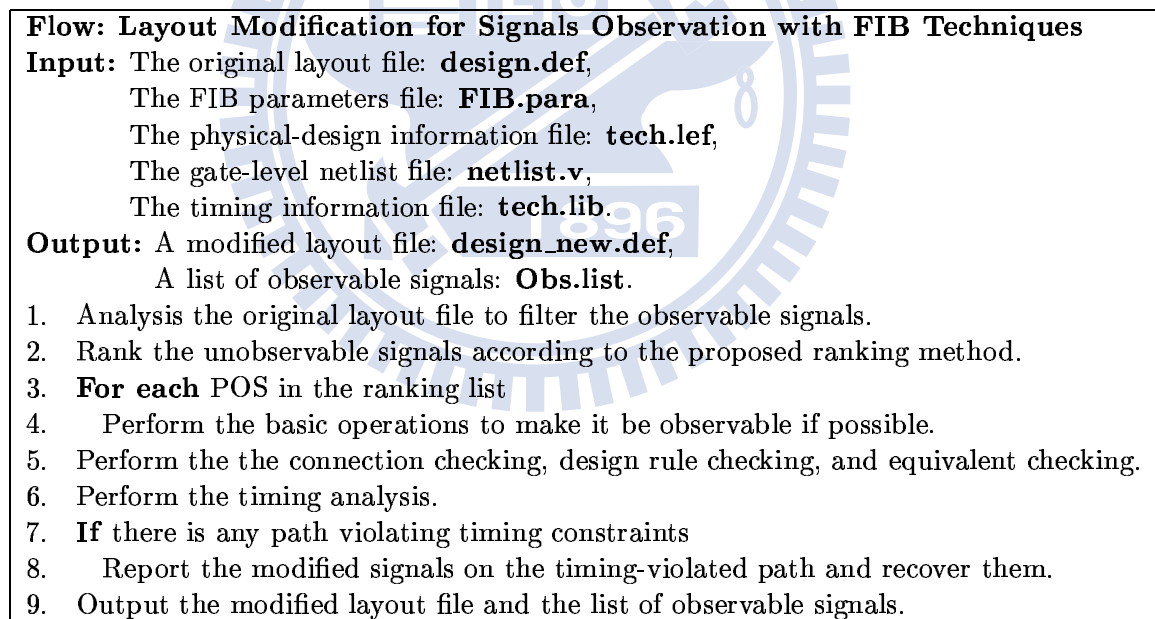 Flow: Layout Modification for Signals Observation with FIB Techniques
Input: The original layout file: design.def,
The FIB parameters file: FIB.para,
The physical-design information file: tech.lef,
The gate-level netlist file: netlist.v,
The timing information file: tech.lib.
Output: A modified layout file: design_new.def,
A list of observable signals: Obs.list.
1. Analysis the original layout file to filter the observable signals.
2. Rank the unobservable signals according to the proposed ranking method.
3. For each POS in the ranking list
4. Perform the basic operations to make it be observable if possible.
5. Perform the the connection checking, design rule checking, and equivalent checking.
6. Perform the timing analysis.
7. If there is any path violating timing constraints
8. Report the modified signals on the timing-violated path and recover them.
9. Output the modified layout file and the list of observable signals.
1896